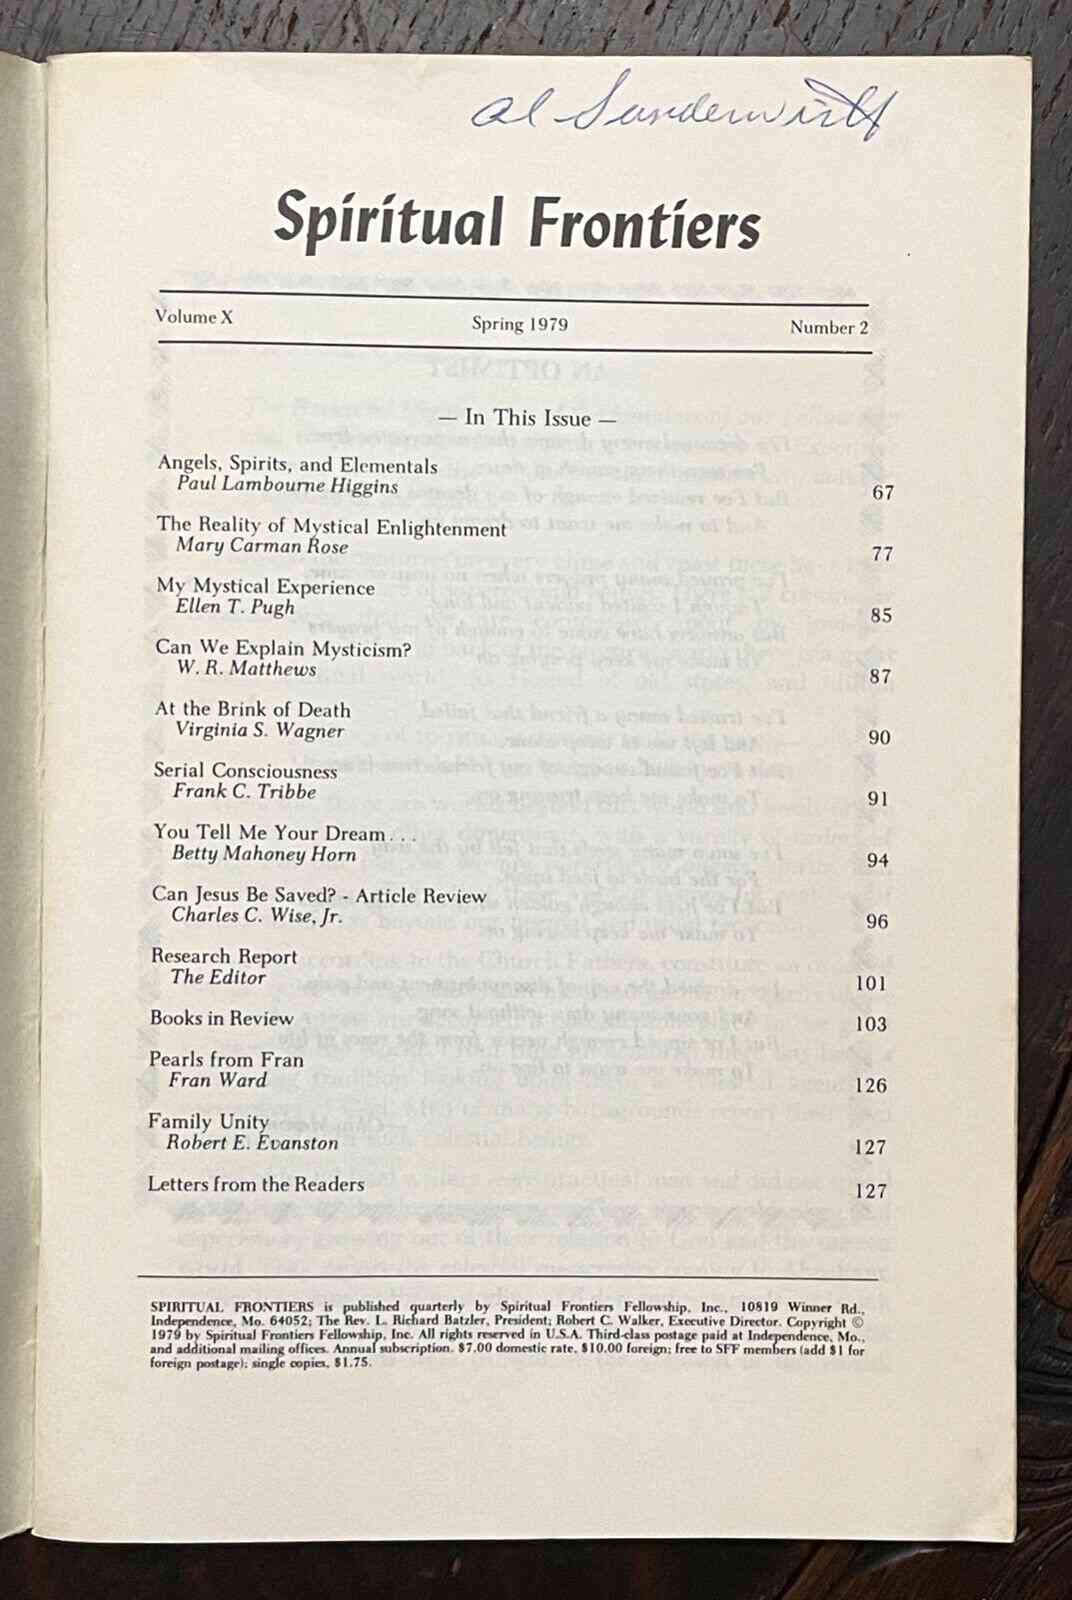 Al
Spiritual Frontiers
Volume X Spring 1979 Number 2
— In This Issue —
Angels, Spirits, and Elementals
Paul Lambourne Higgins 67
The Reality of Mystical Enlightenment
Mary Carman Rose 77
My Mystical Experience
Ellen T. Pugh 85
Can We Explain Mysticism?
W. R. Matthews 87
At the Brink of Death
Virginia S. Wagner 90
Serial Consciousness
Frank C. Tribbe 91
You Tell Me Your Dream . . .
Betty Mahoney Horn 94
Can Jesus Be Saved? - Article Review
Charles C. Wise, Jr. 96
Research Report
The Editor 101
Books in Review 103
Pearls from Fran
Fran Ward 126
Family Unity
Robert E. Evanston 127
Letters from the Readers 127
SPIRITUAL FRONTIERS is published quarterly by Spiritual Frontiers Fellowship, Inc., 10819 Winner Rd.,
Independence, Mo. 64052; The Rev. L. Richard Batzler, President; Robert C. Walker, Executive Director. Copyright ©
1979 by Spiritual Frontiers Fellowship, Inc. All rights reserved in U.S.A. Third-class postage paid at Independence, Mo.,
and additional mailing offices. Annual subscription, $7.00 domestic rate, $10.00 foreign; free to SFF members (add $1 for
foreign postage); single copies, $1.75.